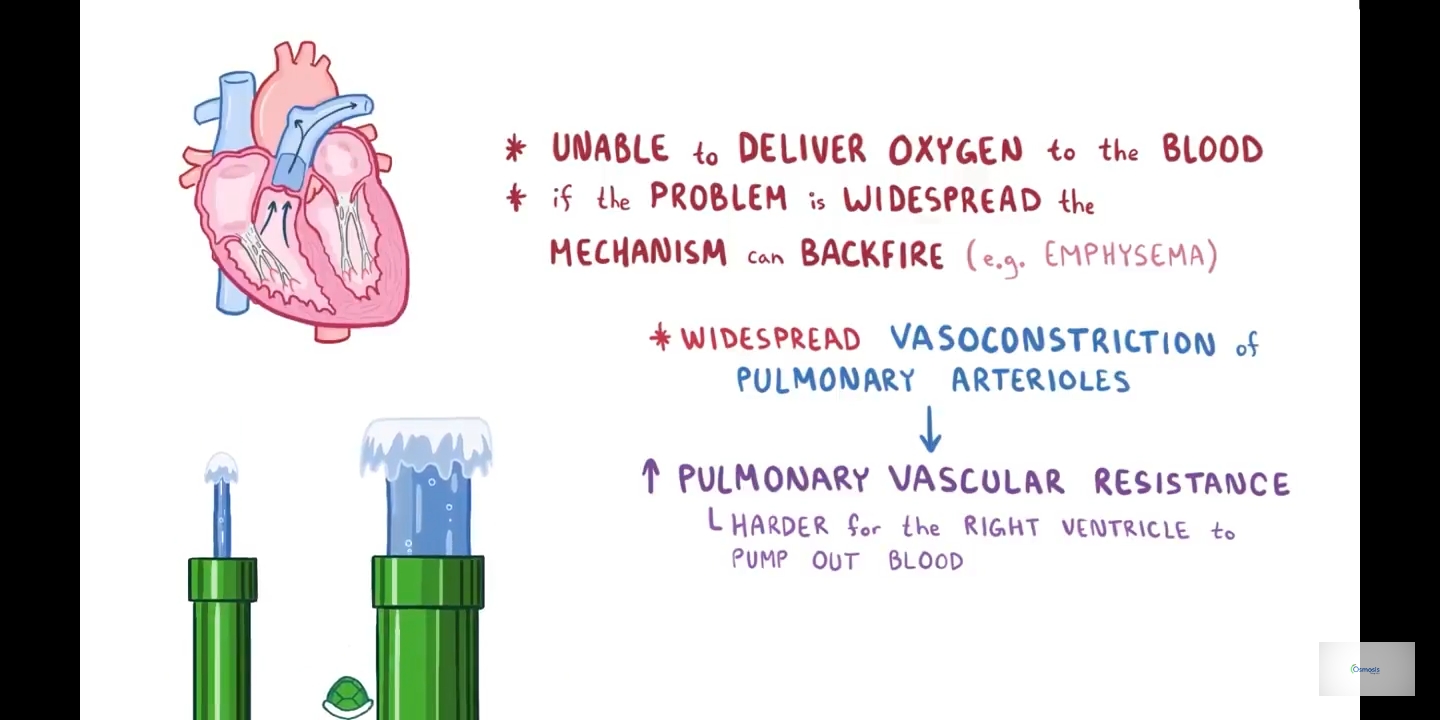 * UNABLE to DELIVER OXYGEN to the BLOOD
* if the PROBLEM is WIDESPREAD the
MECHANISM can BACKFIRE (e.g. EMPHYSEMA)
* WIDESPREAD VASOCONSTRICTION of
PULMONARY ARTERIOLES
↓
↑ PULMONARY VASCULAR RESISTANCE
└ HARDER for the RIGHT VENTRICLE to
PUMP OUT BLOOD
Osmosis